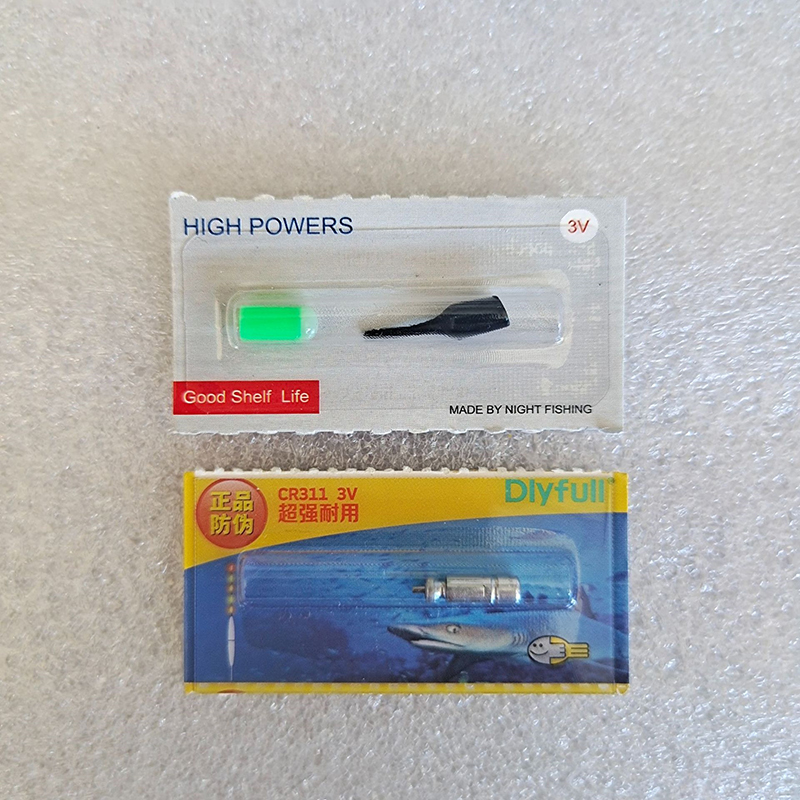 HIGH POWERS
3V
Good Shelf Life
MADE BY NIGHT FISHING
正品
防伪
CR311 3V
超强耐用
Dlyfull